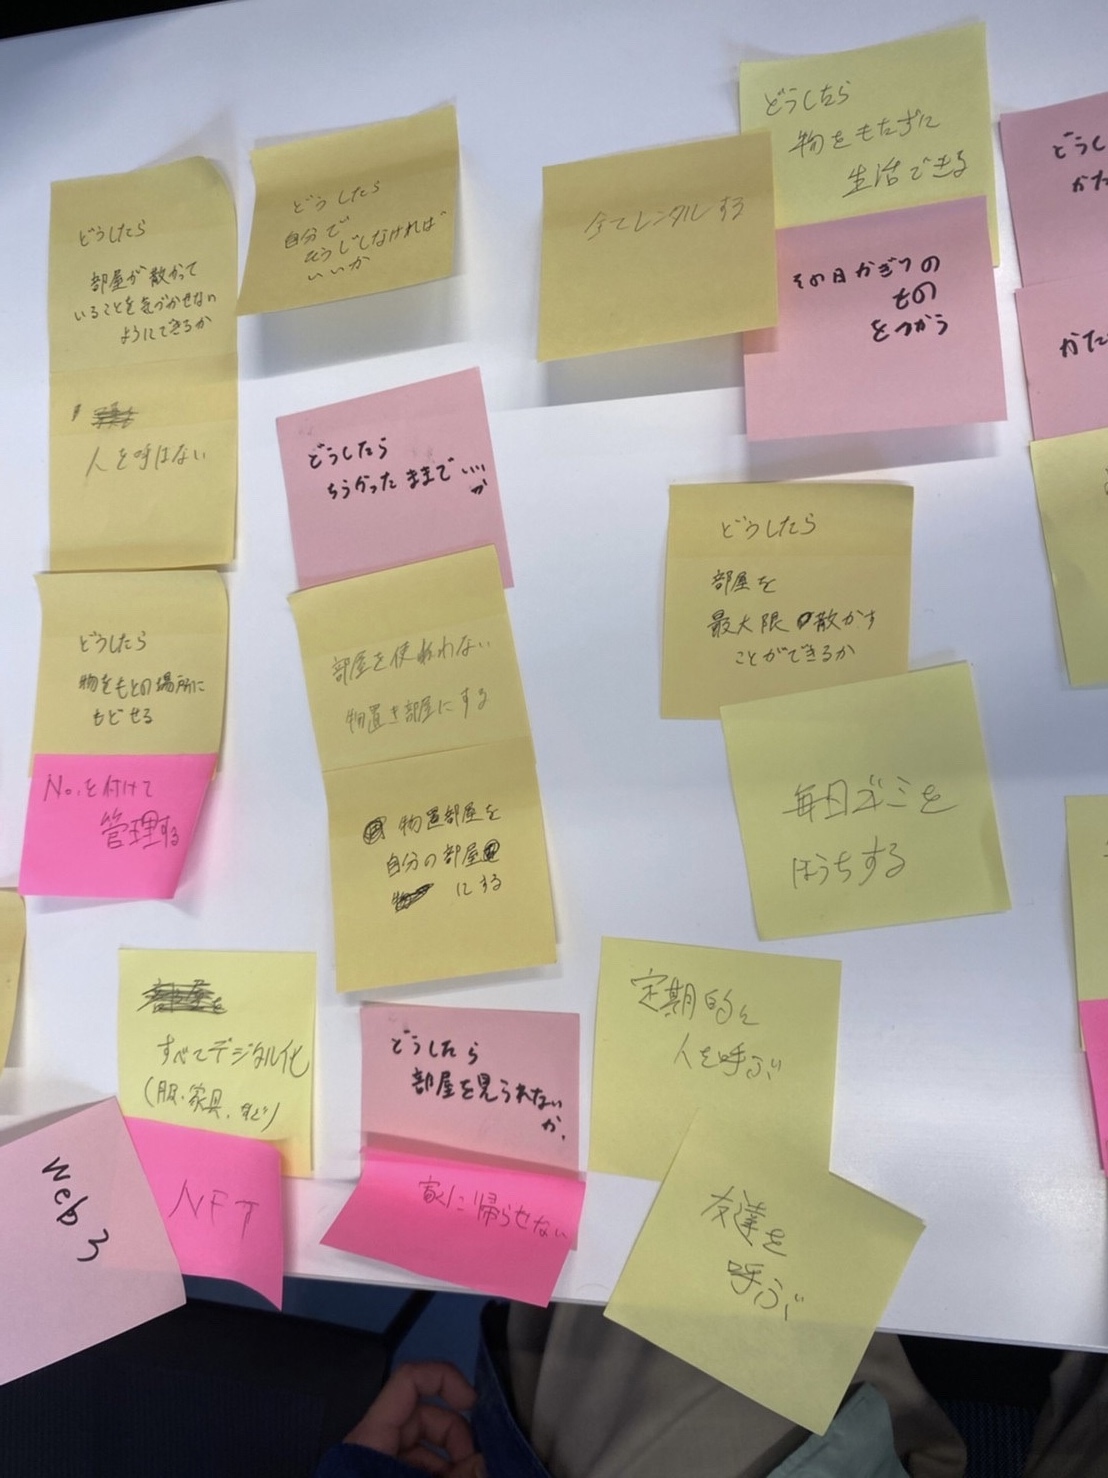 どうしたら
部屋が散かって
いることを気づかせない
ようにできるか
人を呼ばない
どうしたら
自分で
そうじしなければ
いいか
全てレンタルする
どうしたら
物をもたずに
生活できる
その日かぎりの
もの
をつかう
どうし
かた
かた
どうしたら
ちらかったままでいい
か
部屋を使われない
物置き部屋にする
物置部屋を
自分の部屋
にする
どうしたら
部屋を
最大限散かす
ことができるか
毎日ゴミを
ほうちする
どうしたら
物をもとの場所に
もどせる
No.を付けて
管理する
すべてデジタル化
(服、家具、など)
NFT
web3
どうしたら
部屋を見られない
か、
家に帰らせない
定期的に
人を呼ぶ
友達を
呼ぶ